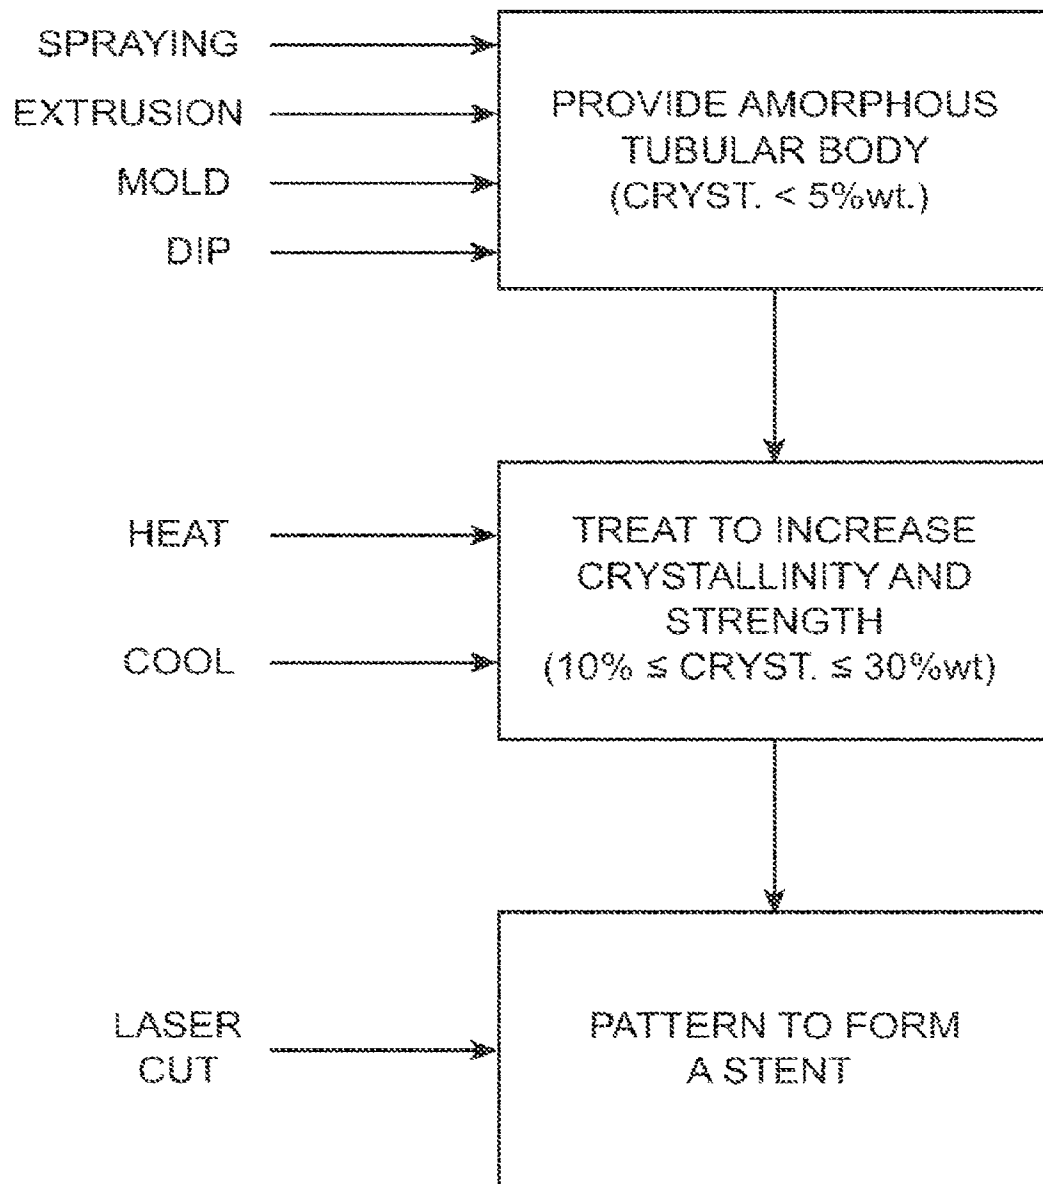 SPRAYING
EXTRUSION
MOLD
DIP
PROVIDE AMORPHOUS
TUBULAR BODY
(CRYST. < 5%wt.)
HEAT
COOL
TREAT TO INCREASE
CRYSTALLINITY AND
STRENGTH
(10% ≤ CRYST. ≤ 30%wt)
LASER
CUT
PATTERN TO FORM
A STENT